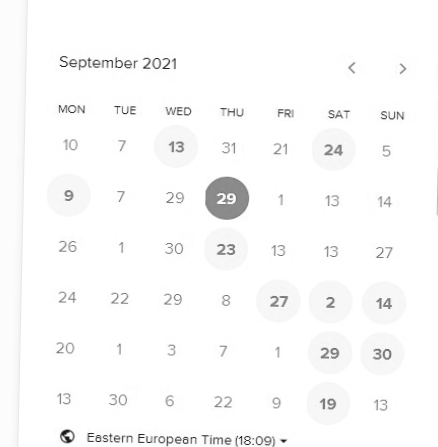 September 2021
MON TUE WED THU FRI SAT SUN
10 7 13 31 21 24 5
9 7 29 29 1 13 14
26 1 30 23 13 13 27
24 22 29 8 27 2 14
20 1 3 7 1 29 30
13 30 6 22 9 19 13
Eastern European Time (18:09)